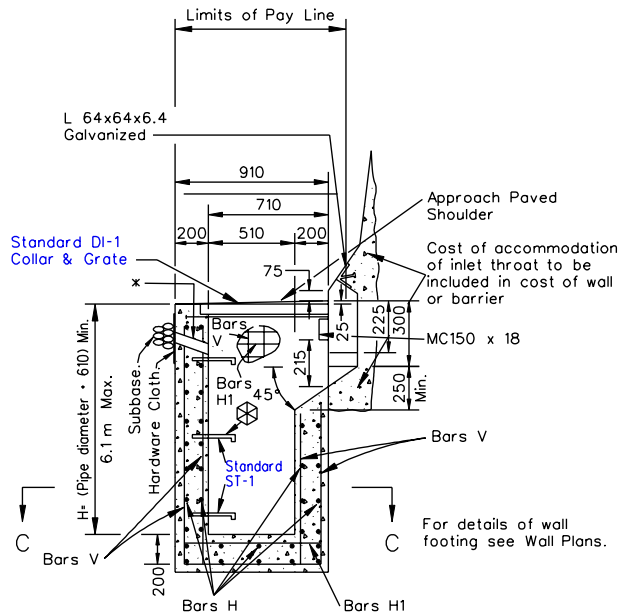 Limits of Pay Line
L 64x64x6.4
Galvanized
910
710
200
510
200
Approach Paved
Shoulder
Standard DI-1
Collar & Grate
75
Cost of accommodation
of inlet throat to be
included in cost of wall
or barrier
*
Bars
V
25
225
300
MC150 x 18
215
Bars
H1
45°
250
Min.
H= (Pipe diameter + 610) Min.
6.1 m Max.
Subbase
Hardware Cloth
Standard
ST-1
Bars V
C
C
For details of wall
footing see Wall Plans.
Bars V
200
Bars H
Bars H1